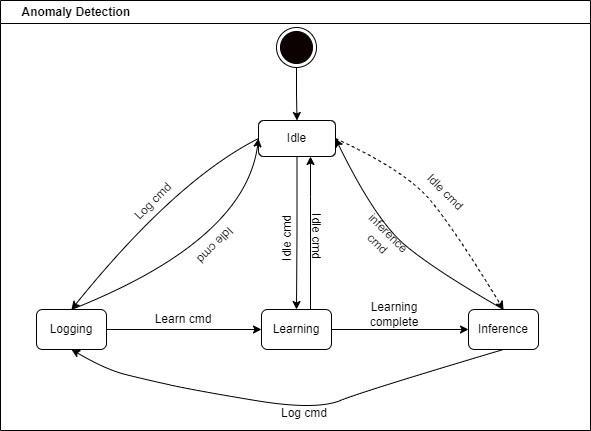 Anomaly Detection
Idle
Log cmd
Idle cmd
Idle cmd
Idle cmd
inference
cmd
Idle cmd
Logging
Learn cmd
Learning
Learning
complete
Inference
Log cmd